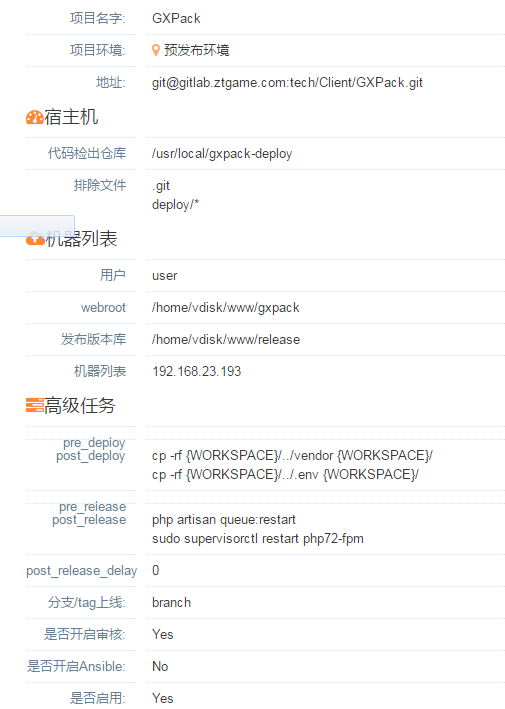 项目名字: GXPack
项目环境: 预发布环境
地址: git@gitlab.ztgame.com:tech/Client/GXPack.git
宿主机
代码检出仓库 /usr/local/gxpack-deploy
排除文件 .git
deploy/*
机器列表
用户 user
webroot /home/vdisk/www/gxpack
发布版本库 /home/vdisk/www/release
机器列表 192.168.23.193
高级任务
pre_deploy
post_deploy cp -rf {WORKSPACE}/../vendor {WORKSPACE}/
cp -rf {WORKSPACE}/../.env {WORKSPACE}/
pre_release
post_release php artisan queue:restart
sudo supervisorctl restart php72-fpm
post_release_delay 0
分支/tag上线: branch
是否开启审核: Yes
是否开启Ansible: No
是否启用: Yes